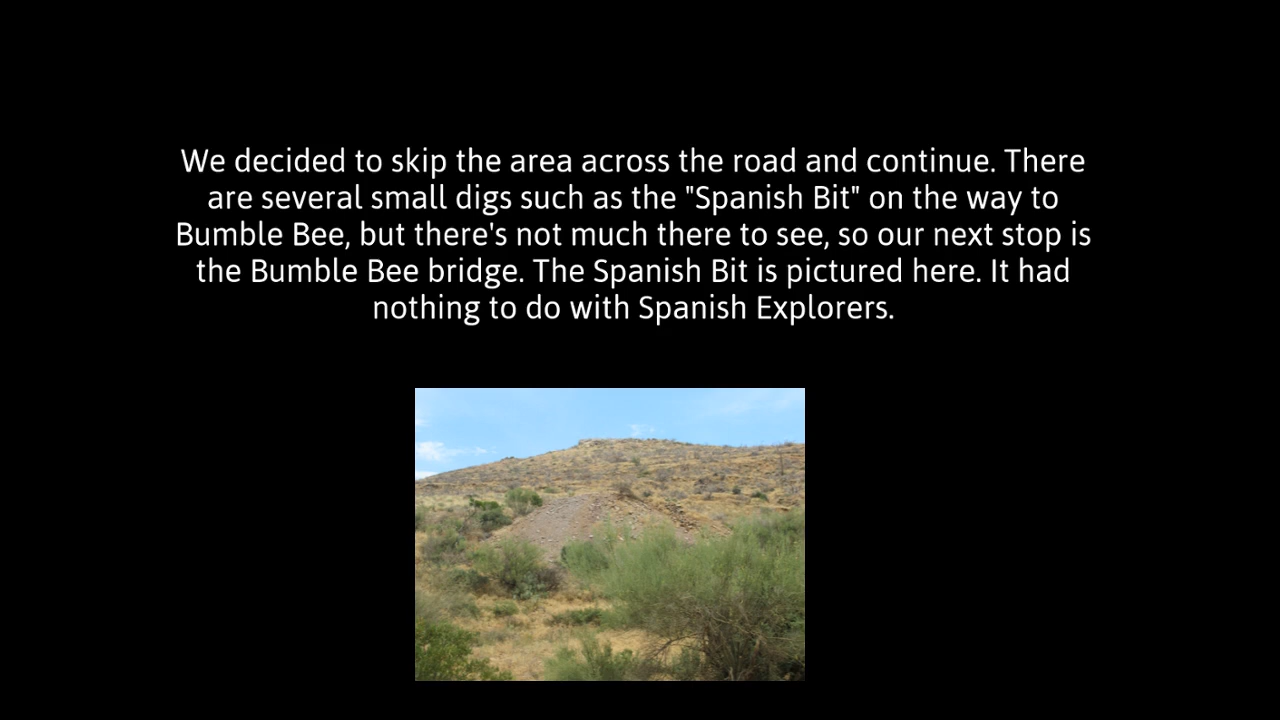 We decided to skip the area across the road and continue. There
are several small digs such as the "Spanish Bit" on the way to
Bumble Bee, but there's not much there to see, so our next stop is
the Bumble Bee bridge. The Spanish Bit is pictured here. It had
nothing to do with Spanish Explorers.